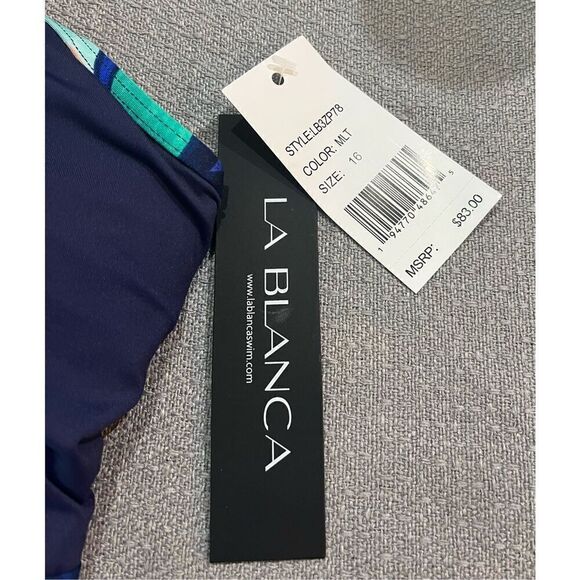 STYLE:LB3ZP78
COLOR: MLT
SIZE: 16
MSRP: $83.00
LA BLANCA
www.lablancaswim.com